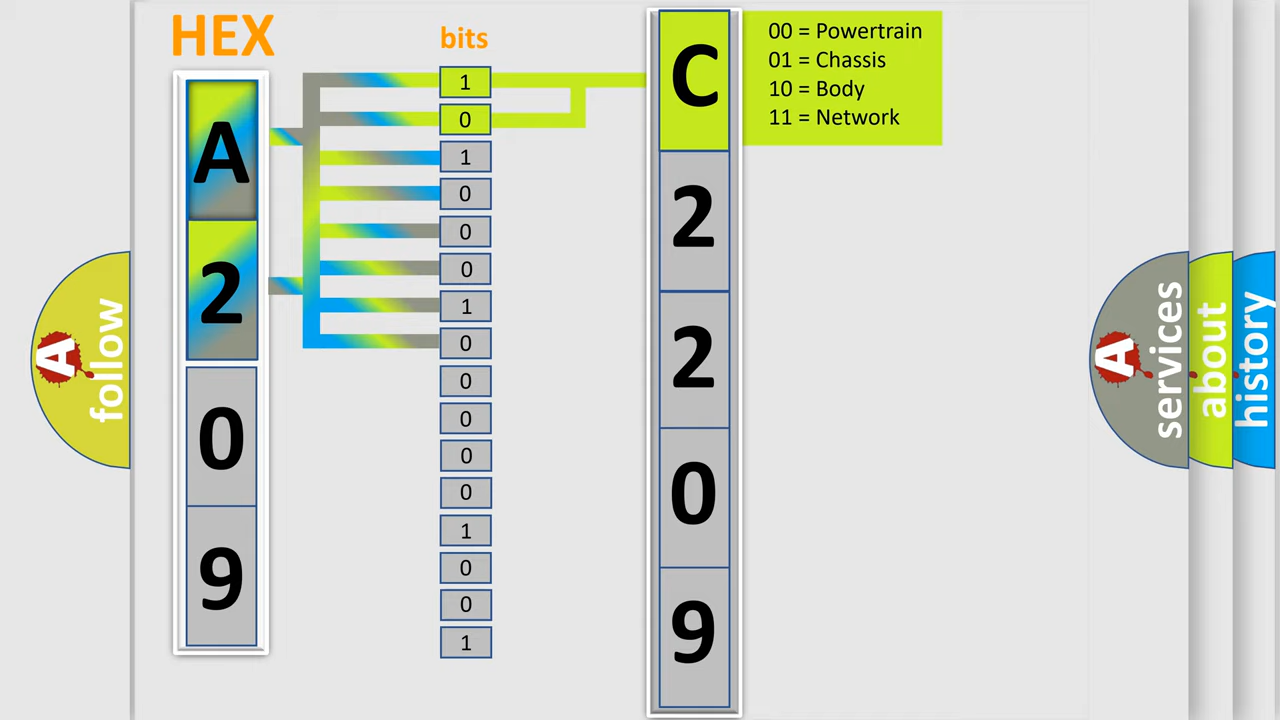 HEX
bits
A
2
0
9
1
0
1
0
0
0
1
0
0
0
0
0
1
0
0
1
C
2
2
0
9
00 = Powertrain
01 = Chassis
10 = Body
11 = Network
A
follow
A
services
about
history